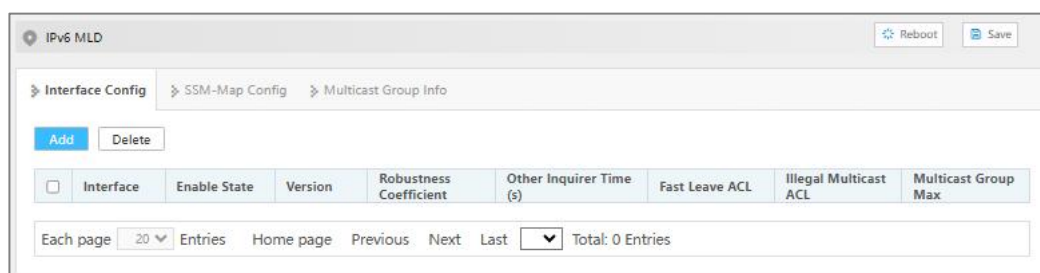 IPv6 MLD Reboot Save
Interface Config SSM-Map Config Multicast Group Info
Add Delete
Interface Enable State Version Robustness Coefficient Other Inquirer Time (s) Fast Leave ACL Illegal Multicast ACL Multicast Group Max
Each page 20 Entries Home page Previous Next Last Total: 0 Entries